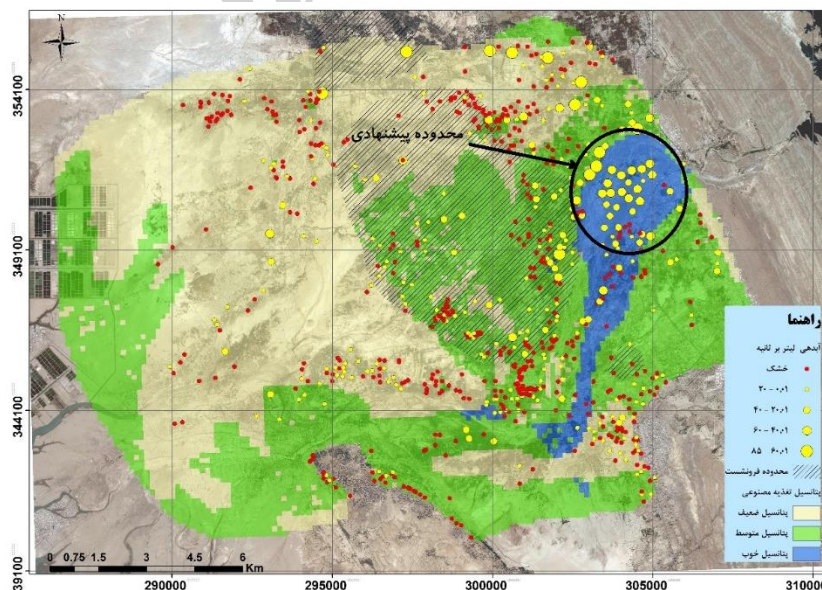 N
354100
349100
344100
39100
محدوده پیشنهادی
راهنما
آبدهی لیتر بر ثانیه
خشک
۰,۰۱ - ۲۰
۲۰,۰۱ - ۴۰
۴۰,۰۱ - ۶۰
۶۰,۰۱ ۸۵
محدوده فرونشست
پتانسیل تغذیه مصنوعی
پتانسیل ضعیف
پتانسیل متوسط
پتانسیل خوب
0 0.75 1.5 3 4.5 6
Km
290000 295000 300000 305000 310000